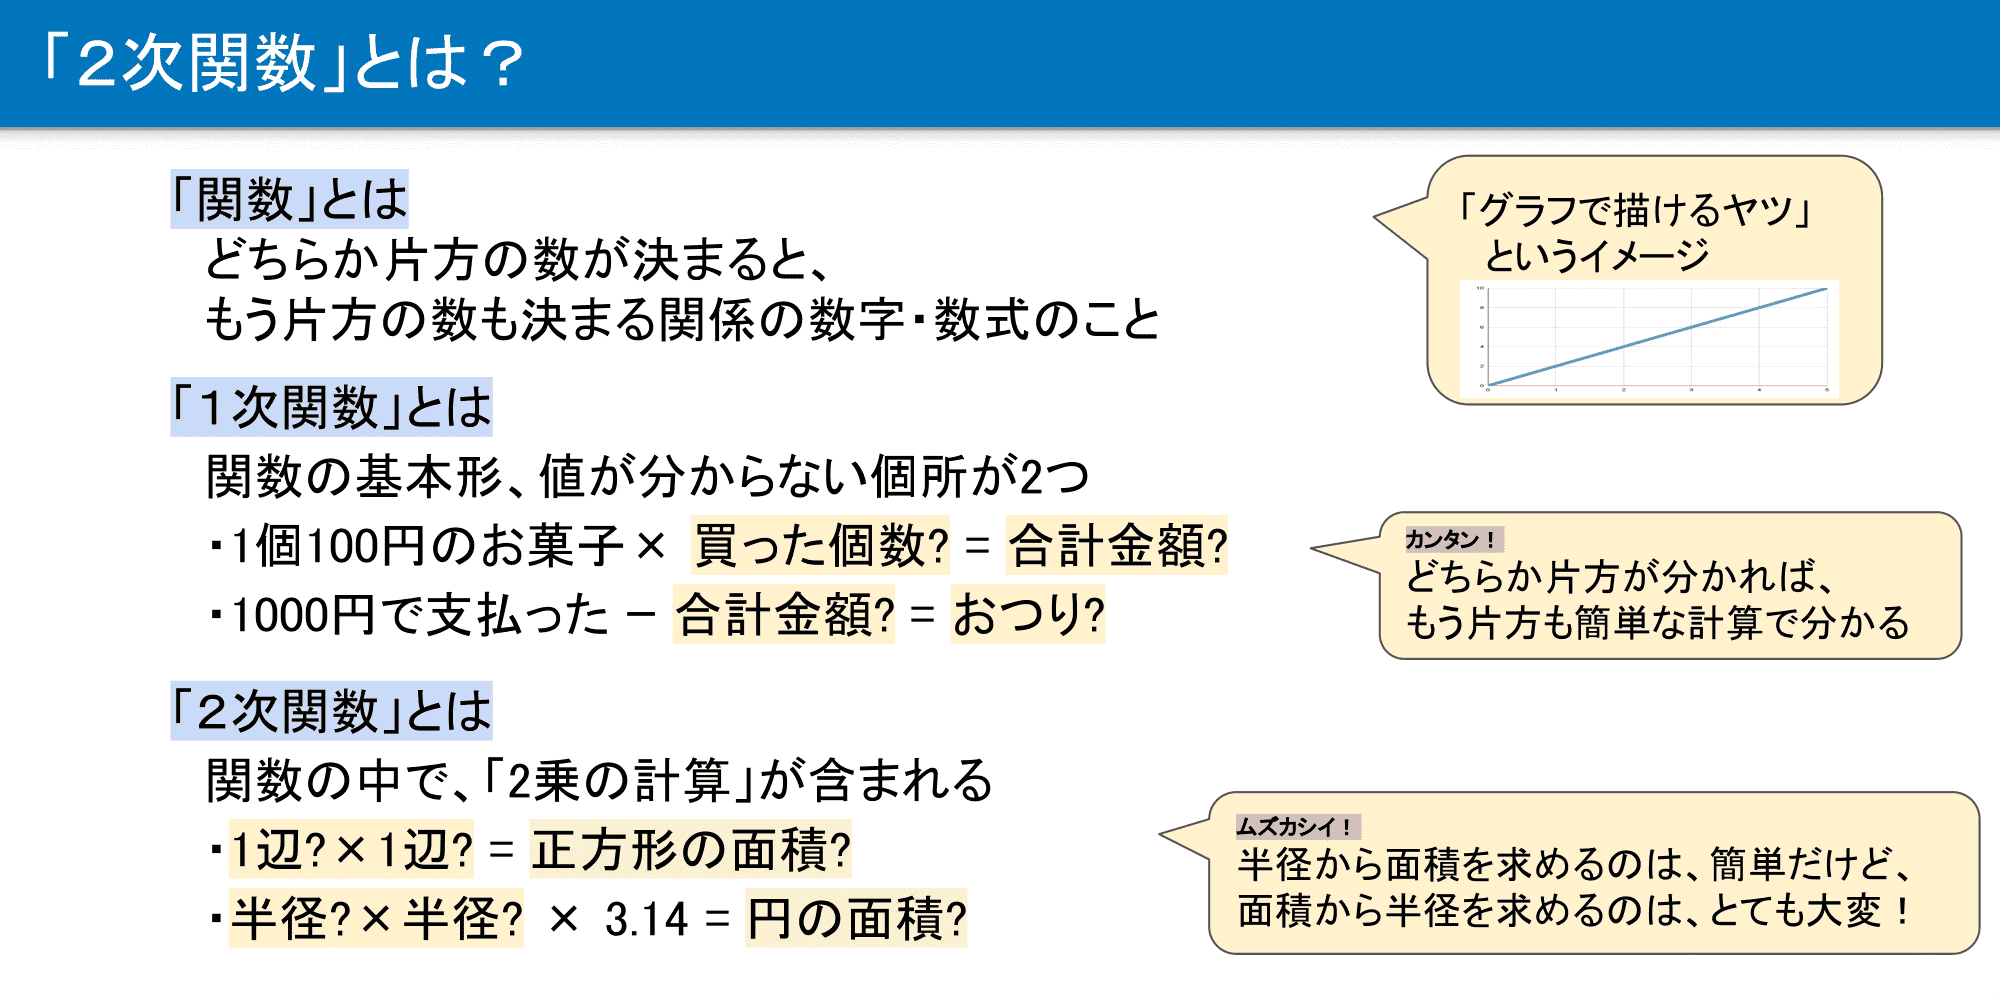 「２次関数」とは？
「関数」とは
どちらか片方の数が決まると、
もう片方の数も決まる関係の数字・数式のこと
「グラフで描けるヤツ」
というイメージ
10
8
6
4
2
0
0 1 2 3 4 5
「１次関数」とは
関数の基本形、値が分からない個所が2つ
・1個100円のお菓子× 買った個数? = 合計金額?
・1000円で支払った － 合計金額? = おつり?
カンタン！
どちらか片方が分かれば、
もう片方も簡単な計算で分かる
「２次関数」とは
関数の中で、「2乗の計算」が含まれる
・1辺?×1辺? = 正方形の面積?
・半径?×半径? × 3.14 = 円の面積?
ムズカシイ！
半径から面積を求めるのは、簡単だけど、
面積から半径を求めるのは、とても大変！